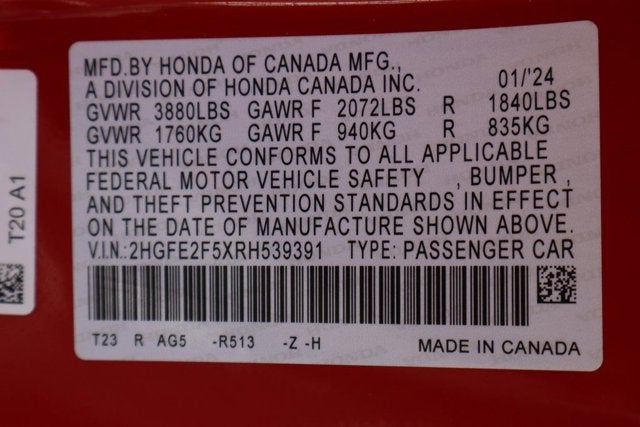 MFD.BY HONDA OF CANADA MFG.,
A DIVISION OF HONDA CANADA INC. 01/'24
GVWR 3880LBS GAWR F 2072LBS R 1840LBS
GVWR 1760KG GAWR F 940KG R 835KG
THIS VEHICLE CONFORMS TO ALL APPLICABLE
FEDERAL MOTOR VEHICLE SAFETY , BUMPER ,
AND THEFT PREVENTION STANDARDS IN EFFECT
ON THE DATE OF MANUFACTURE SHOWN ABOVE.
V.I.N.:2HGFE2F5XRH539391 TYPE: PASSENGER CAR
T23 R AG5 -R513 -Z -H MADE IN CANADA
T20 A1